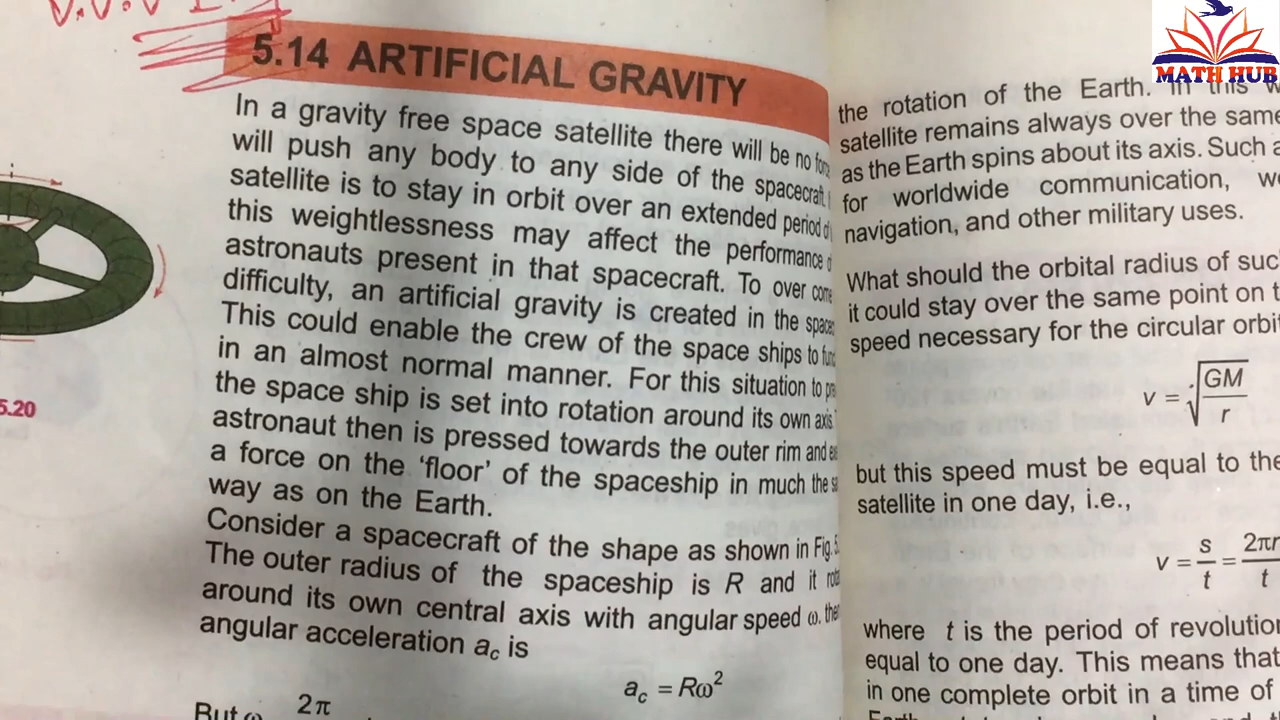 V.V.V I.
5.14 ARTIFICIAL GRAVITY
In a gravity free space satellite there will be no
will push any body to any side of the spacecraft
satellite is to stay in orbit over an extended period
this weightlessness may affect the performance
astronauts present in that spacecraft. To over come
difficulty, an artificial gravity is created in the
This could enable the crew of the space ships to
in an almost normal manner. For this situation to
the space ship is set into rotation around its own axis.
astronaut then is pressed towards the outer rim and
a force on the 'floor' of the spaceship in much the
way as on the Earth.
Consider a spacecraft of the shape as shown in Fig.
The outer radius of the spaceship is R and it
around its own central axis with angular speed ω.
angular acceleration a_c is
a_c = Rω²
But ω
2π
5.20
the rotation of the Earth. In this
satellite remains always over the same
as the Earth spins about its axis. Such a
for worldwide communication,
navigation, and other military uses.
What should the orbital radius of
it could stay over the same point on
speed necessary for the circular
v = √(GM/r)
but this speed must be equal to the
satellite in one day, i.e.,
v = s/t = 2πr/t
where t is the period of revolution
equal to one day. This means that
in one complete orbit in a time of
MATH HUB